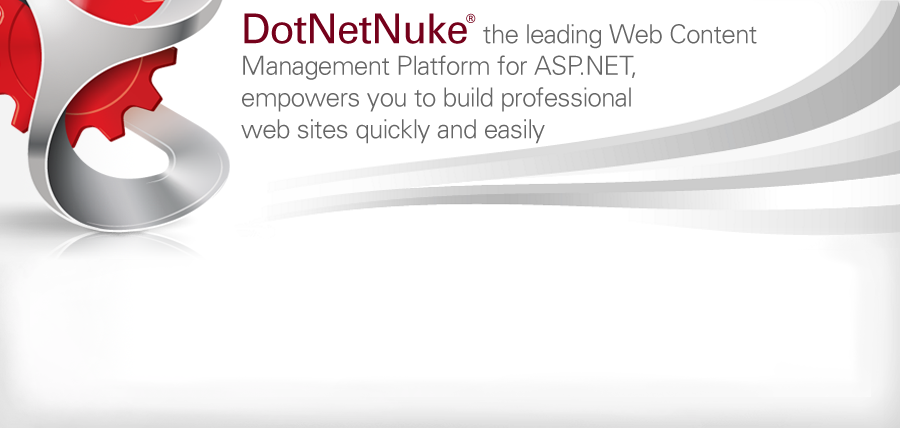 DotNetNuke® the leading Web Content
Management Platform for ASP.NET,
empowers you to build professional
web sites quickly and easily